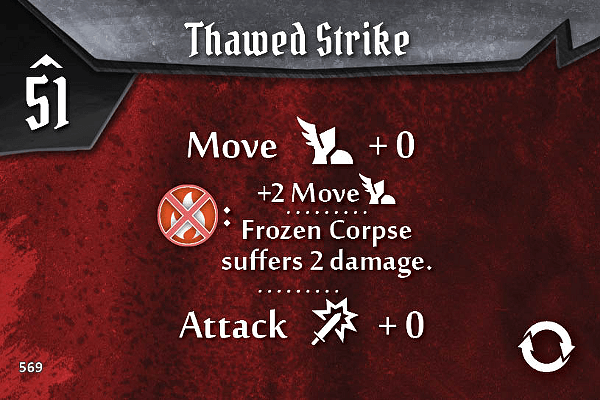 Thawed Strike
51
Move + 0
+2 Move
:
Frozen Corpse
suffers 2 damage.
Attack + 0
569